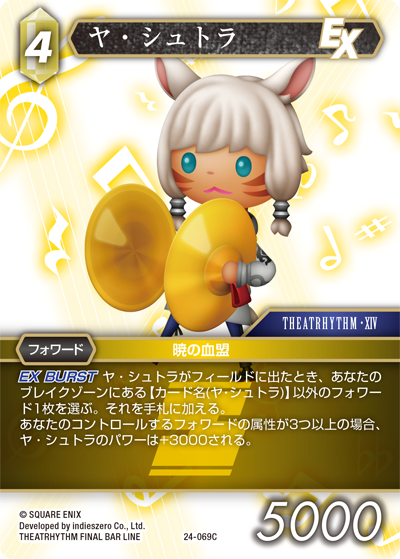 4
ヤ・シュトラ
EX
THEATRHYTHM・XIV
フォワード
暁の血盟
EX BURST ヤ・シュトラがフィールドに出たとき、あなたの
ブレイクゾーンにある【カード名(ヤ・シュトラ)】以外のフォワー
ド1枚を選ぶ。それを手札に加える。
あなたのコントロールするフォワードの属性が3つ以上の場合、
ヤ・シュトラのパワーは+3000される。
© SQUARE ENIX
Developed by indieszero Co., Ltd.
THEATRHYTHM FINAL BAR LINE
24-069C
5000